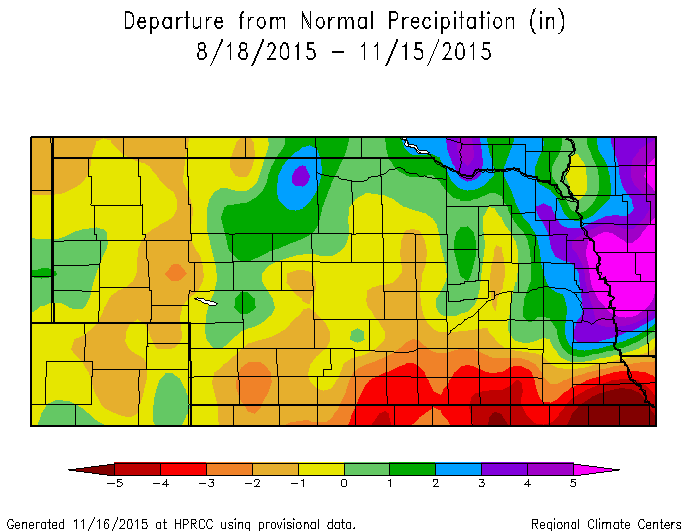 Departure from Normal Precipitation (in)
8/18/2015 - 11/15/2015
-5 -4 -3 -2 -1 0 1 2 3 4 5
Generated 11/16/2015 at HPRCC using provisional data. Regional Climate Centers